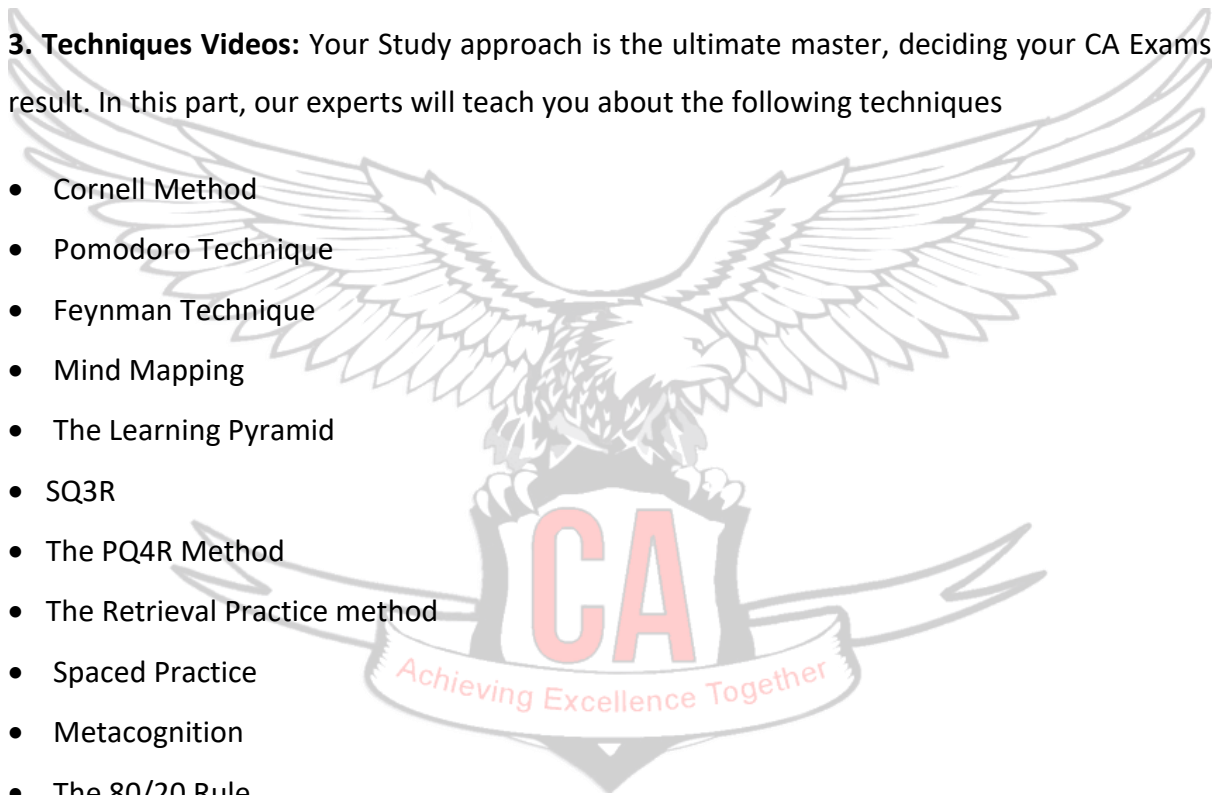 3. Techniques Videos: Your Study approach is the ultimate master, deciding your CA Exams
result. In this part, our experts will teach you about the following techniques
• Cornell Method
• Pomodoro Technique
• Feynman Technique
• Mind Mapping
• The Learning Pyramid
• SQ3R
• The PQ4R Method
• The Retrieval Practice method
• Spaced Practice
• Metacognition
• The 80/20 Rule
CA
Achieving Excellence Together